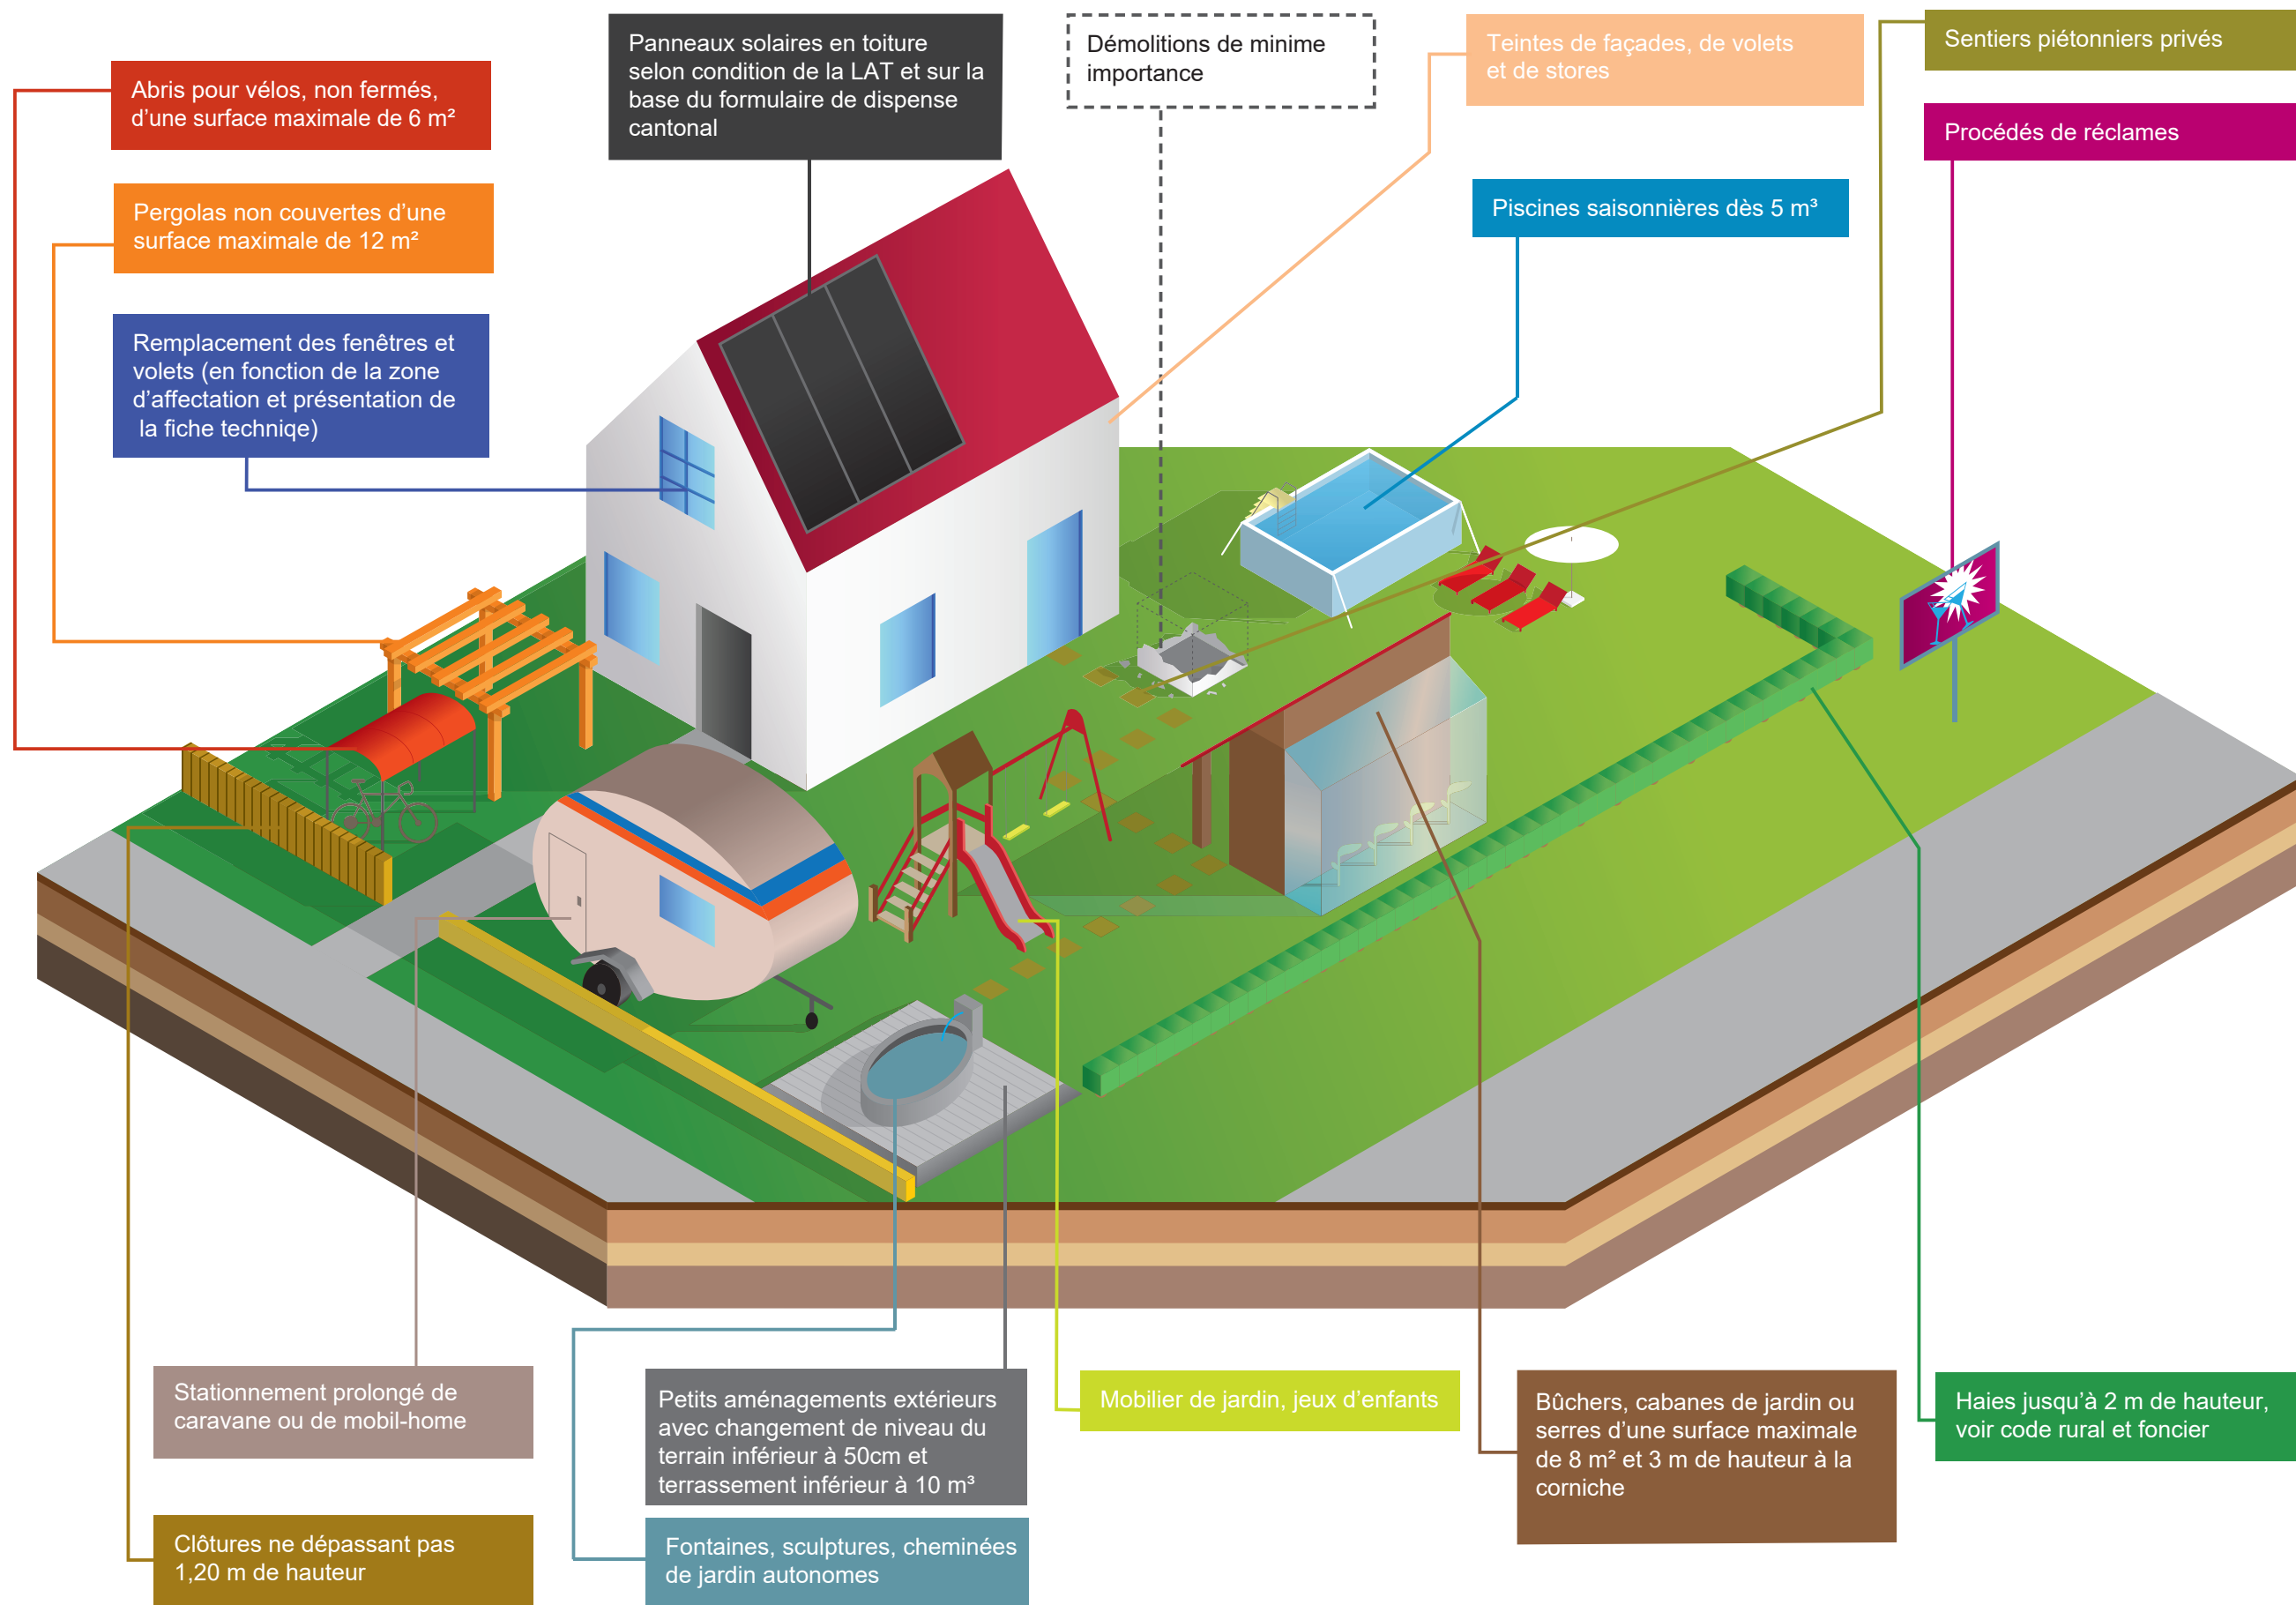 Abris pour vélos, non fermés,
d'une surface maximale de 6 m²
Pergolas non couvertes d'une
surface maximale de 12 m²
Remplacement des fenêtres et
volets (en fonction de la zone
d'affectation et présentation de
la fiche techniqe)
Panneaux solaires en toiture
selon condition de la LAT et sur la
base du formulaire de dispense
cantonal
Démolitions de minime
importance
Teintes de façades, de volets
et de stores
Piscines saisonnières dès 5 m³
Sentiers piétonniers privés
Procédés de réclames
Stationnement prolongé de
caravane ou de mobil-home
Clôtures ne dépassant pas
1,20 m de hauteur
Petits aménagements extérieurs
avec changement de niveau du
terrain inférieur à 50cm et
terrassement inférieur à 10 m³
Fontaines, sculptures, cheminées
de jardin autonomes
Mobilier de jardin, jeux d'enfants
Bûchers, cabanes de jardin ou
serres d'une surface maximale
de 8 m² et 3 m de hauteur à la
corniche
Haies jusqu'à 2 m de hauteur,
voir code rural et foncier